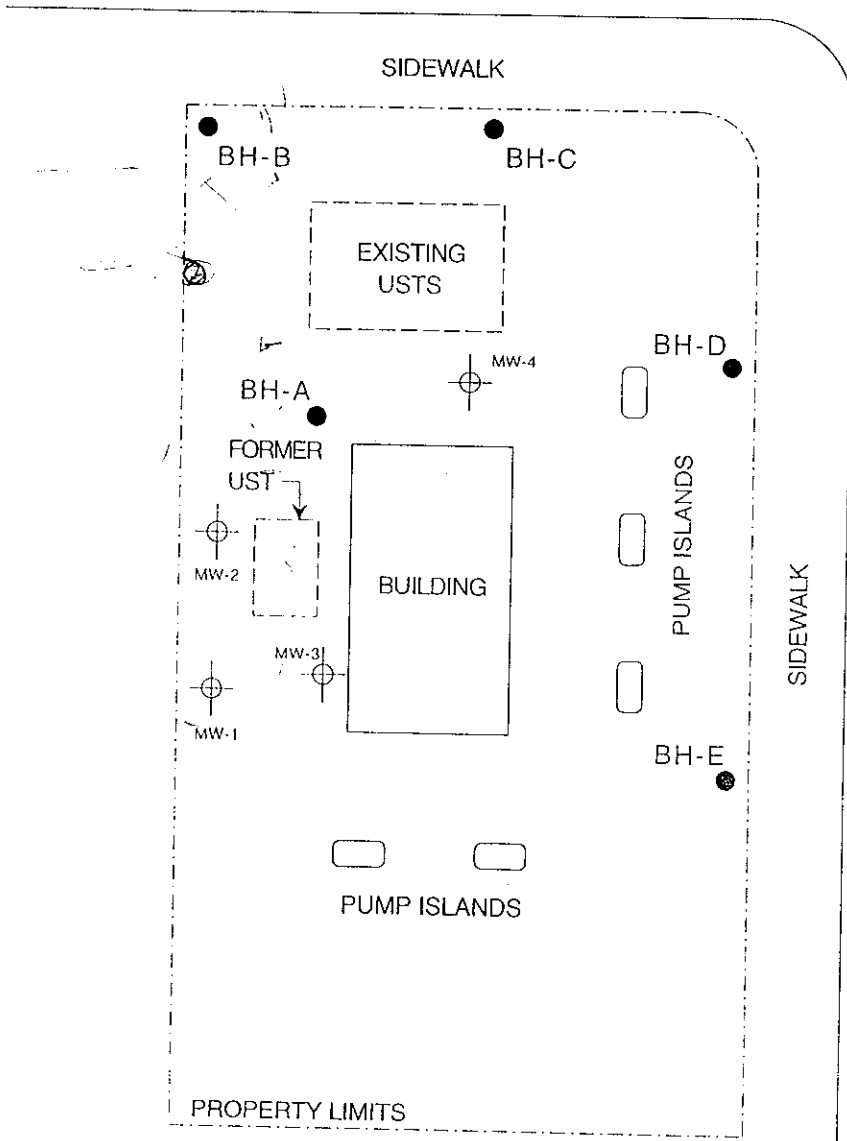 SIDEWALK
BH-B
BH-C
EXISTING
USTS
BH-D
MW-4
BH-A
FORMER
UST
PUMP ISLANDS
SIDEWALK
MW-2
BUILDING
MW-3
MW-1
BH-E
PUMP ISLANDS
PROPERTY LIMITS